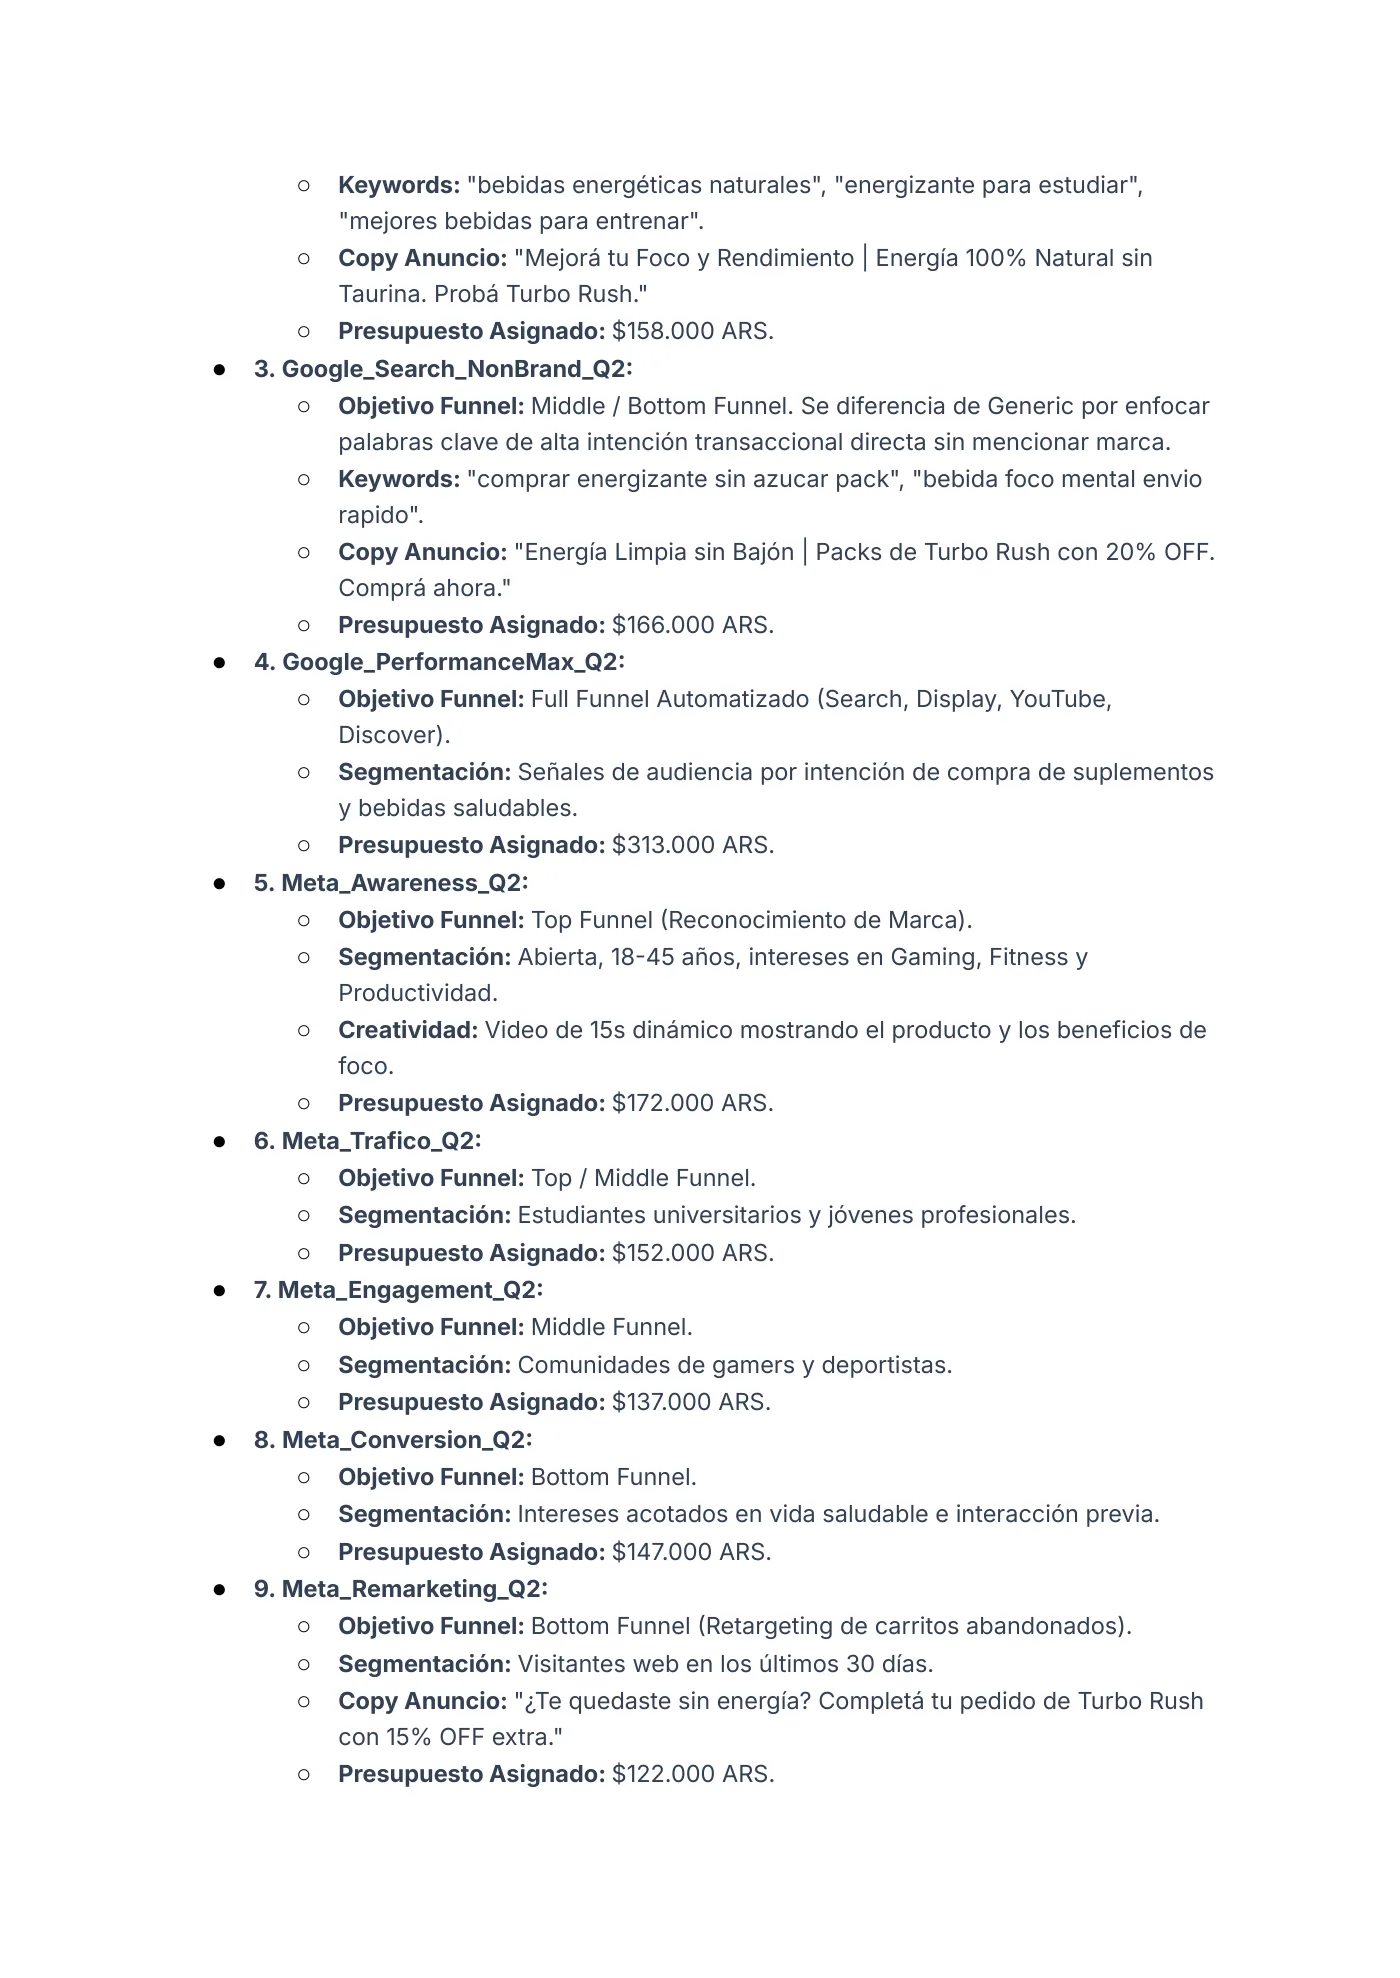 ○ Keywords: "bebidas energéticas naturales", "energizante para estudiar",
"mejores bebidas para entrenar".
○ Copy Anuncio: "Mejorá tu Foco y Rendimiento | Energía 100% Natural sin
Taurina. Probá Turbo Rush."
○ Presupuesto Asignado: $158.000 ARS.
● 3. Google_Search_NonBrand_Q2:
○ Objetivo Funnel: Middle / Bottom Funnel. Se diferencia de Generic por enfocar
palabras clave de alta intención transaccional directa sin mencionar marca.
○ Keywords: "comprar energizante sin azucar pack", "bebida foco mental envio
rapido".
○ Copy Anuncio: "Energía Limpia sin Bajón | Packs de Turbo Rush con 20% OFF.
Comprá ahora."
○ Presupuesto Asignado: $166.000 ARS.
● 4. Google_PerformanceMax_Q2:
○ Objetivo Funnel: Full Funnel Automatizado (Search, Display, YouTube,
Discover).
○ Segmentación: Señales de audiencia por intención de compra de suplementos
y bebidas saludables.
○ Presupuesto Asignado: $313.000 ARS.
● 5. Meta_Awareness_Q2:
○ Objetivo Funnel: Top Funnel (Reconocimiento de Marca).
○ Segmentación: Abierta, 18-45 años, intereses en Gaming, Fitness y
Productividad.
○ Creatividad: Video de 15s dinámico mostrando el producto y los beneficios de
foco.
○ Presupuesto Asignado: $172.000 ARS.
● 6. Meta_Trafico_Q2:
○ Objetivo Funnel: Top / Middle Funnel.
○ Segmentación: Estudiantes universitarios y jóvenes profesionales.
○ Presupuesto Asignado: $152.000 ARS.
● 7. Meta_Engagement_Q2:
○ Objetivo Funnel: Middle Funnel.
○ Segmentación: Comunidades de gamers y deportistas.
○ Presupuesto Asignado: $137.000 ARS.
● 8. Meta_Conversion_Q2:
○ Objetivo Funnel: Bottom Funnel.
○ Segmentación: Intereses acotados en vida saludable e interacción previa.
○ Presupuesto Asignado: $147.000 ARS.
● 9. Meta_Remarketing_Q2:
○ Objetivo Funnel: Bottom Funnel (Retargeting de carritos abandonados).
○ Segmentación: Visitantes web en los últimos 30 días.
○ Copy Anuncio: "¿Te quedaste sin energía? Completá tu pedido de Turbo Rush
con 15% OFF extra."
○ Presupuesto Asignado: $122.000 ARS.